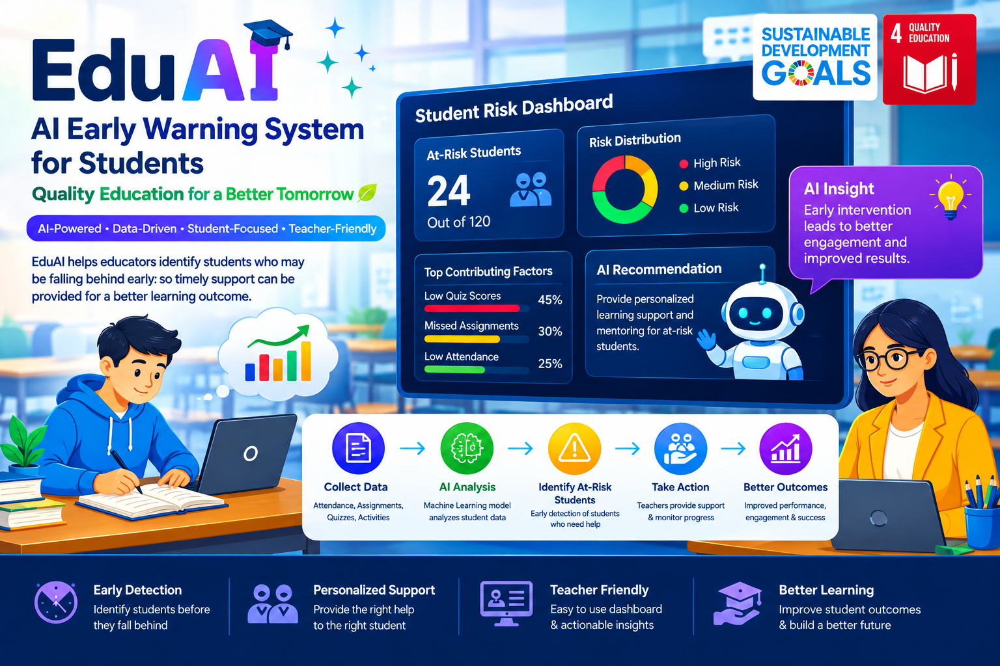 EduAI
AI Early Warning System
for Students
Quality Education for a Better Tomorrow
AI-Powered • Data-Driven • Student-Focused • Teacher-Friendly
EduAI helps educators identify students who may
be falling behind early: so timely support can be
provided for a better learning outcome.
SUSTAINABLE
DEVELOPMENT
GOALS
4 QUALITY
EDUCATION
Student Risk Dashboard
At-Risk Students
24
Out of 120
Risk Distribution
High Risk
Medium Risk
Low Risk
Top Contributing Factors
Low Quiz Scores 45%
Missed Assignments 30%
Low Attendance 25%
AI Recommendation
Provide personalized
learning support and
mentoring for at-risk
students.
AI Insight
Early intervention
leads to better
engagement and
improved results.
Collect Data
Attendance, Assignments,
Quizzes, Activities
AI Analysis
Machine Learning model
analyzes student data
Identify At-Risk
Students
Early detection of students
who need help
Take Action
Teachers provide support
& monitor progress
Better Outcomes
Improved performance,
engagement & success
Early Detection
Identify students before
they fall behind
Personalized Support
Provide the right help
to the right student
Teacher Friendly
Easy to use dashboard
& actionable insights
Better Learning
Improve student outcomes
& build a better future